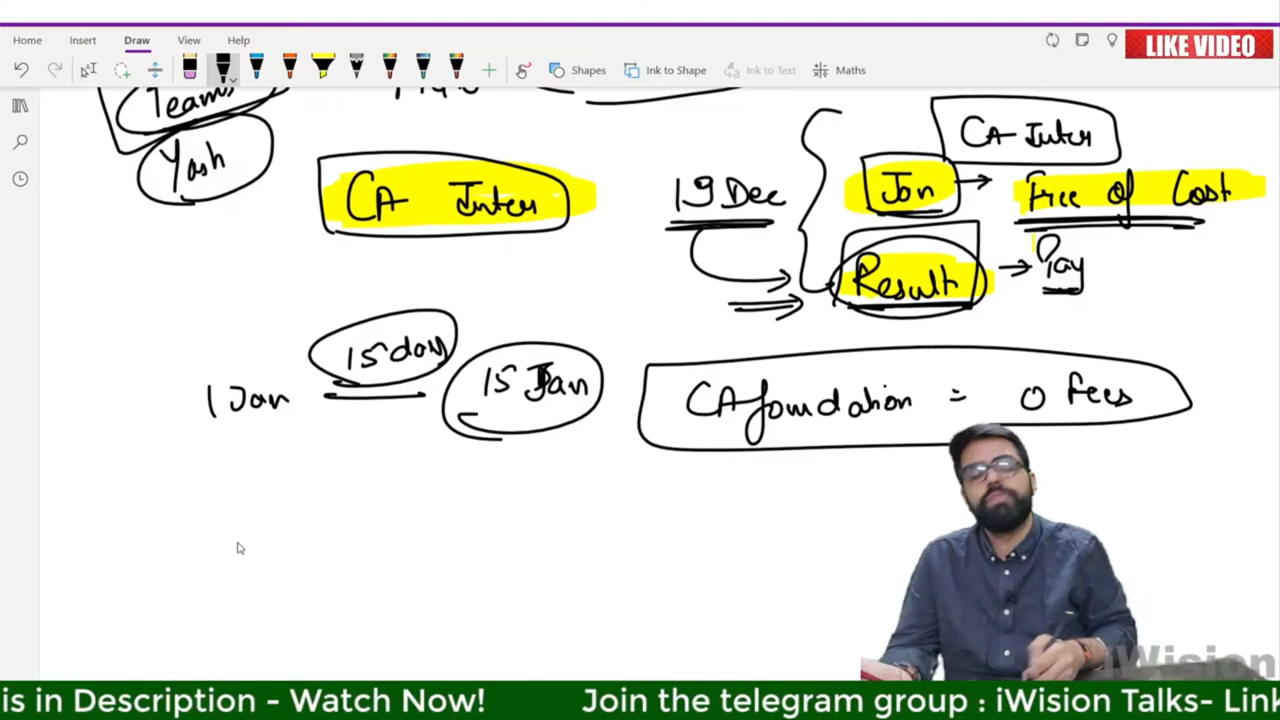 Home Insert Draw View Help
LIKE VIDEO
Shapes Ink to Shape Ink to Text Maths
Teams
Yash
CA Inter
19 Dec
CA Inter
Jan → Free of Cost
Result → Pay
1 Jan 15 day 15 Jan
CA foundation = 0 fees
iWision
is in Description - Watch Now! Join the telegram group : iWision Talks- Link